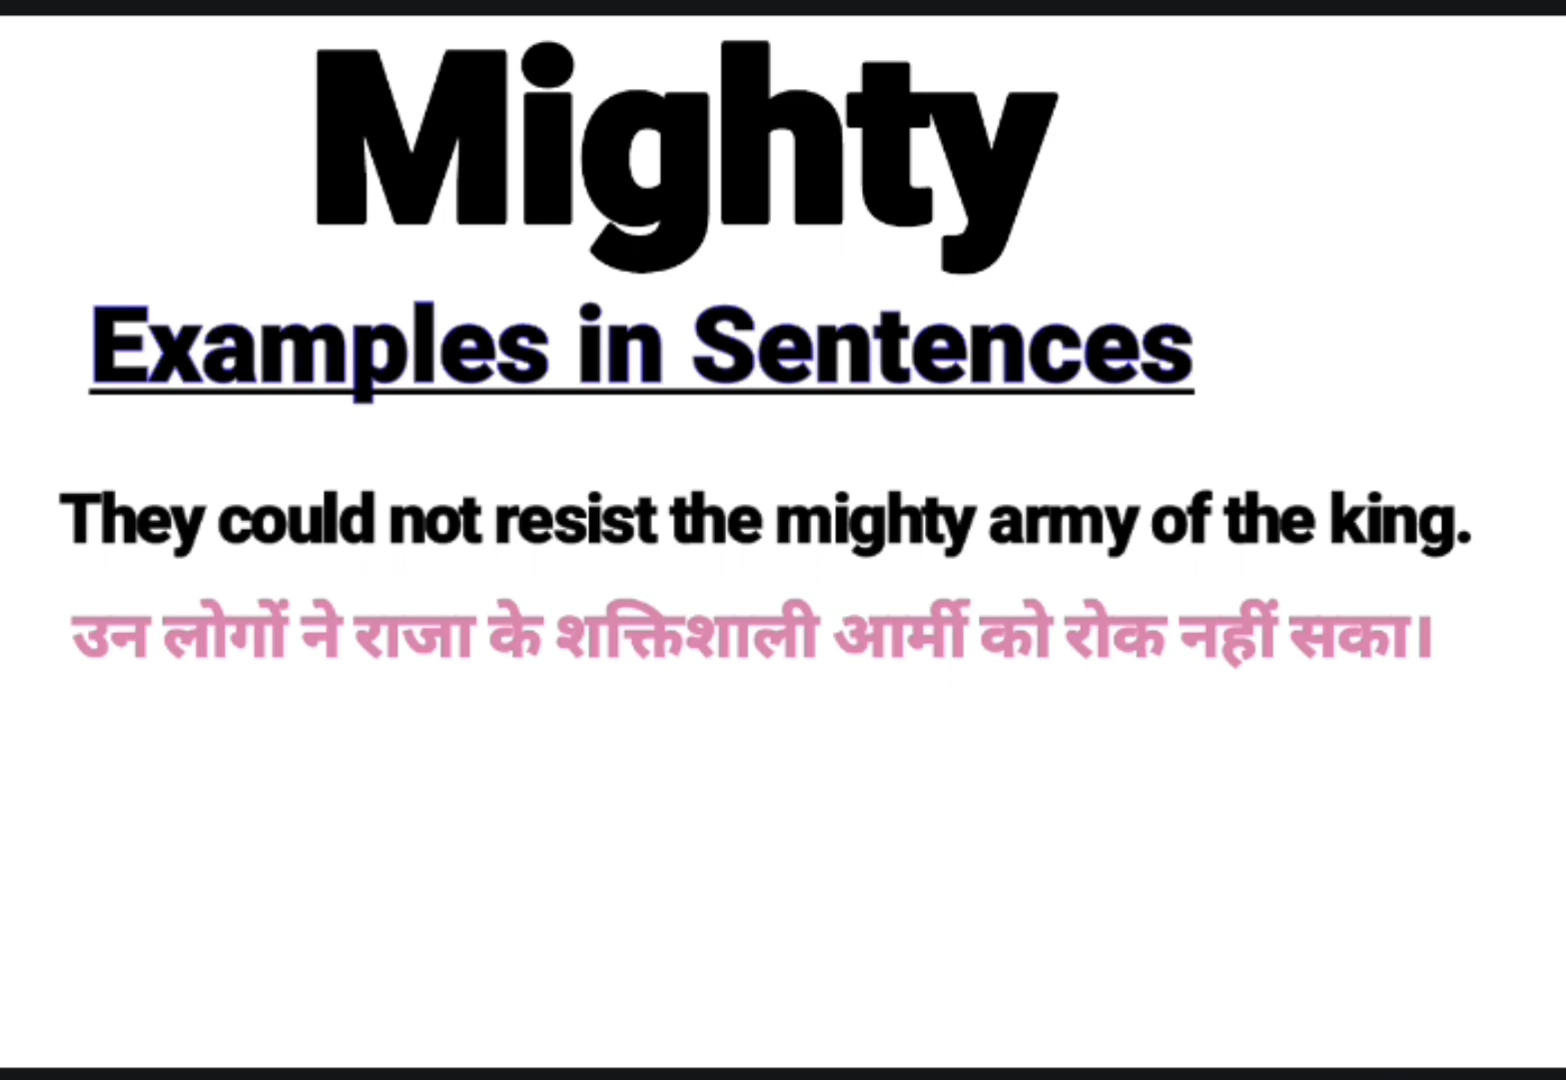 Mighty
Examples in Sentences
They could not resist the mighty army of the king.
उन लोगों ने राजा के शक्तिशाली आर्मी को रोक नहीं सका।